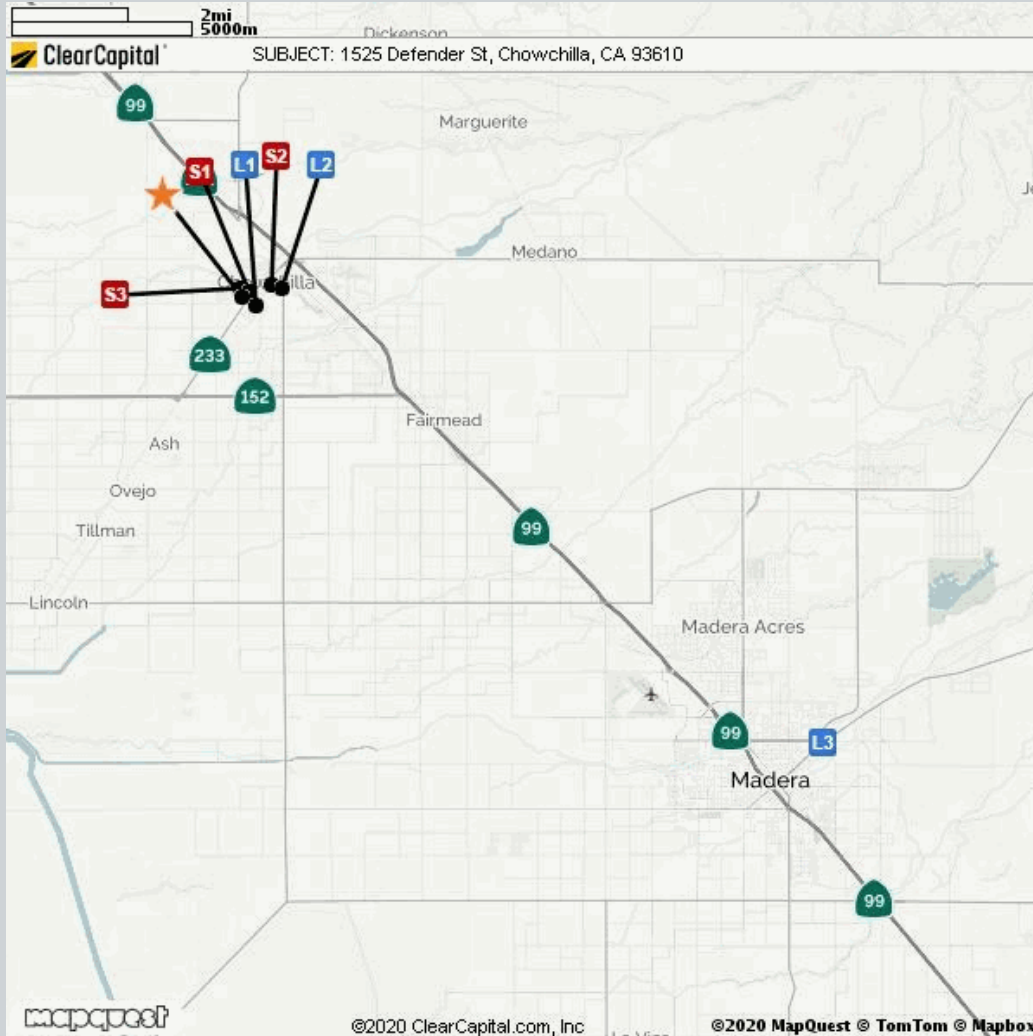 2mi
5000m
Dickenson
ClearCapital
SUBJECT: 1525 Defender St, Chowchilla, CA 93610
99
Marguerite
S1
L1
S2
L2
Medano
S3
233
152
Fairmead
Ash
Ovejo
Tillman
99
Lincoln
Madera Acres
99
L3
Madera
99
mapquest
©2020 ClearCapital.com, Inc
©2020 MapQuest © TomTom © Mapbox